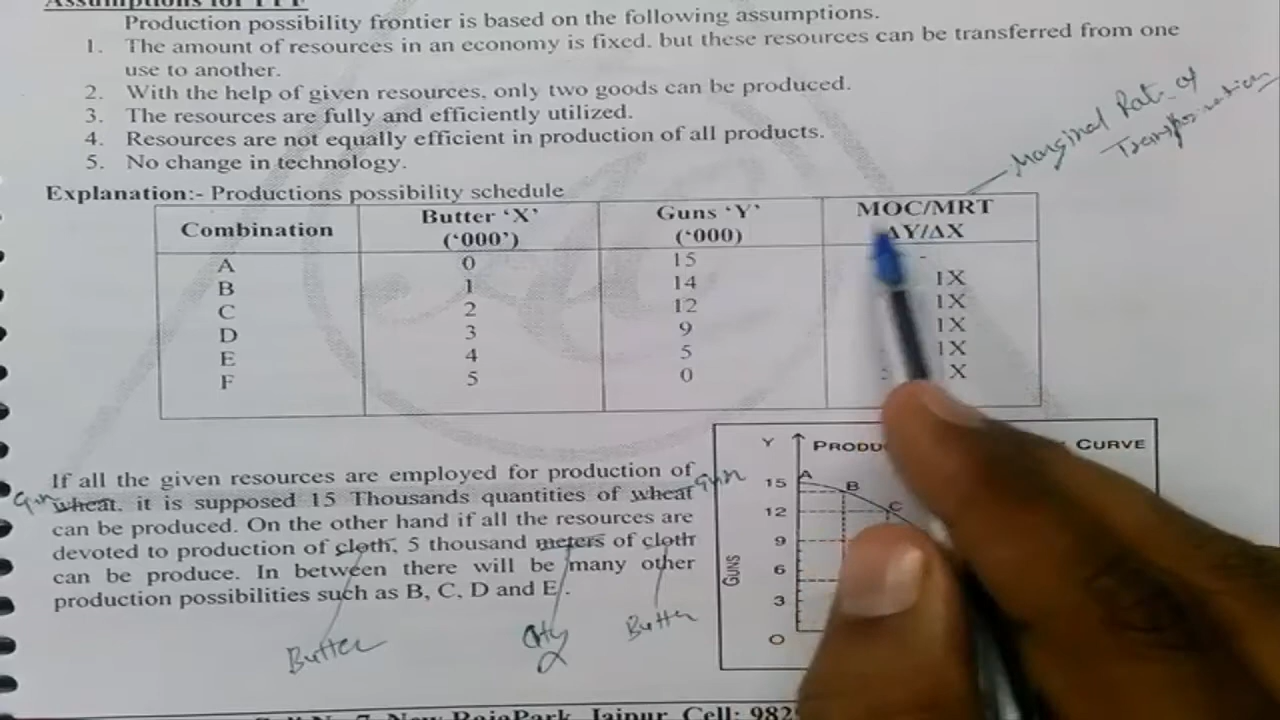 Assumptions for PPF
Production possibility frontier is based on the following assumptions.
1. The amount of resources in an economy is fixed. but these resources can be transferred from one
use to another.
2. With the help of given resources, only two goods can be produced.
3. The resources are fully and efficiently utilized.
4. Resources are not equally efficient in production of all products.
5. No change in technology.
Marginal Rate of
Explanation:- Productions possibility schedule
Combination Butter ‘X’ (‘000’) Guns ‘Y’ (‘000) MOC/MRT ΔY/ΔX
A 0 15 -
B 1 14 1X
C 2 12 1X
D 3 9 1X
E 4 5 1X
F 5 0 X
If all the given resources are employed for production of
Gun wheat. it is supposed 15 Thousands quantities of wheat Gun
can be produced. On the other hand if all the resources are
devoted to production of cloth, 5 thousand meters of cloth
can be produce. In between there will be many other
production possibilities such as B, C, D and E.
Butter Qty Butter
Y PRODU CURVE
15 A B
12 C
9
6
3
O
GUNS
Jaipur. Cell: 982